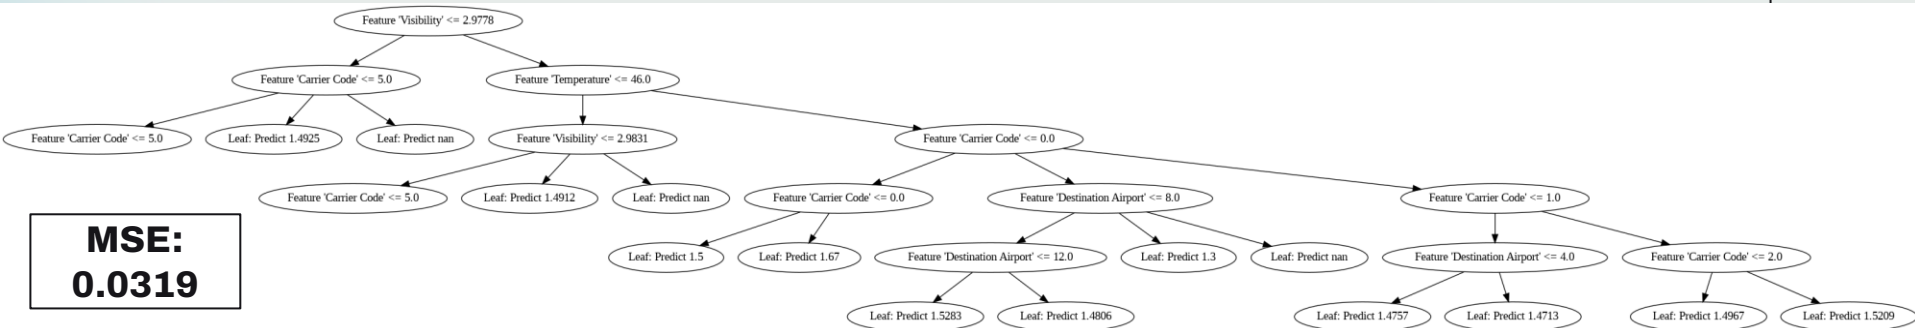 Feature 'Visibility' <= 2.9778
Feature 'Carrier Code' <= 5.0
Feature 'Temperature' <= 46.0
Feature 'Carrier Code' <= 5.0
Leaf: Predict 1.4925
Leaf: Predict nan
Feature 'Visibility' <= 2.9831
Feature 'Carrier Code' <= 0.0
Feature 'Carrier Code' <= 5.0
Leaf: Predict 1.4912
Leaf: Predict nan
Feature 'Carrier Code' <= 0.0
Feature 'Destination Airport' <= 8.0
Feature 'Carrier Code' <= 1.0
MSE:
0.0319
Leaf: Predict 1.5
Leaf: Predict 1.67
Feature 'Destination Airport' <= 12.0
Leaf: Predict 1.3
Leaf: Predict nan
Feature 'Destination Airport' <= 4.0
Feature 'Carrier Code' <= 2.0
Leaf: Predict 1.5283
Leaf: Predict 1.4806
Leaf: Predict 1.4757
Leaf: Predict 1.4713
Leaf: Predict 1.4967
Leaf: Predict 1.5209